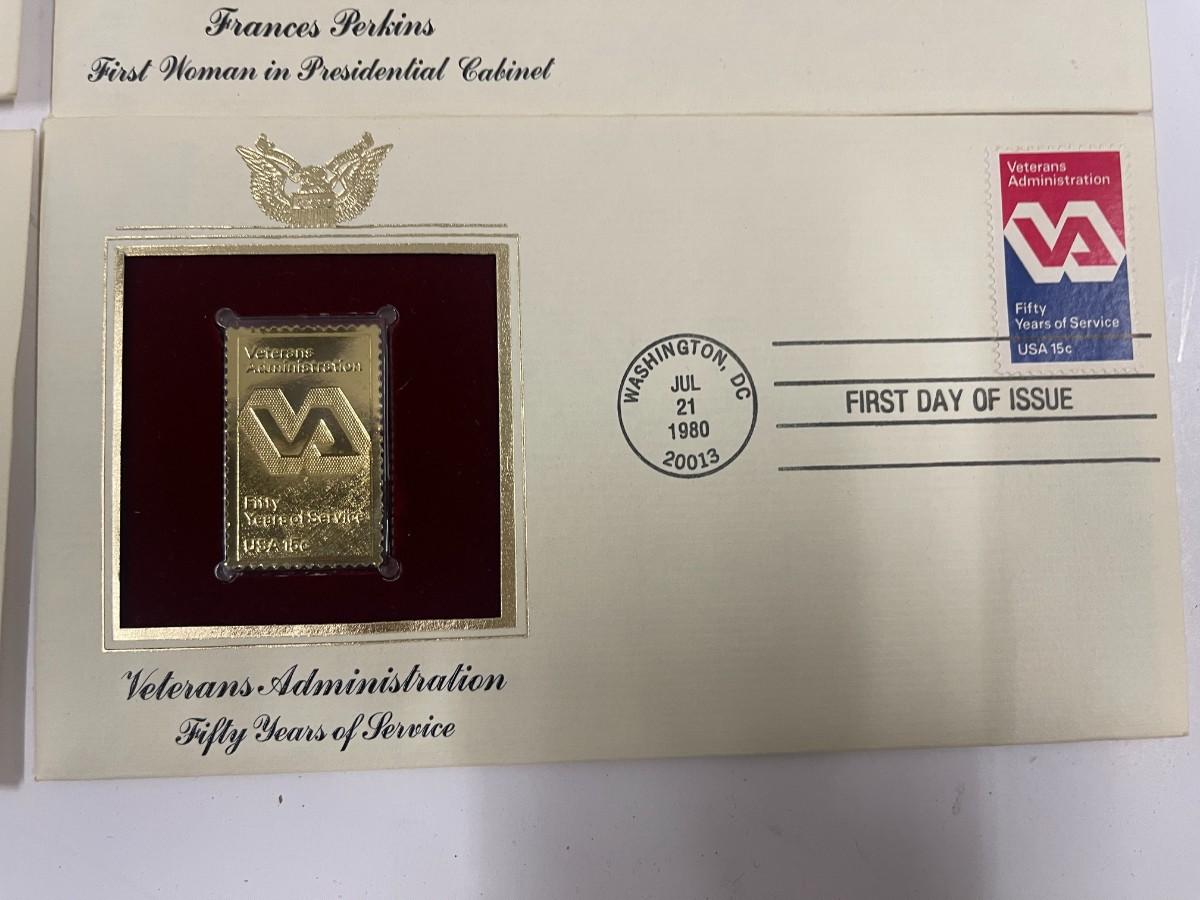 Frances Perkins
First Woman in Presidential Cabinet
Veterans
Administration
VA
Fifty
Years of Service
USA 15c
Veterans
Administration
VA
Fifty
Years of Service
USA 15c
WASHINGTON, DC
JUL
21
1980
20013
FIRST DAY OF ISSUE
Veterans Administration
Fifty Years of Service